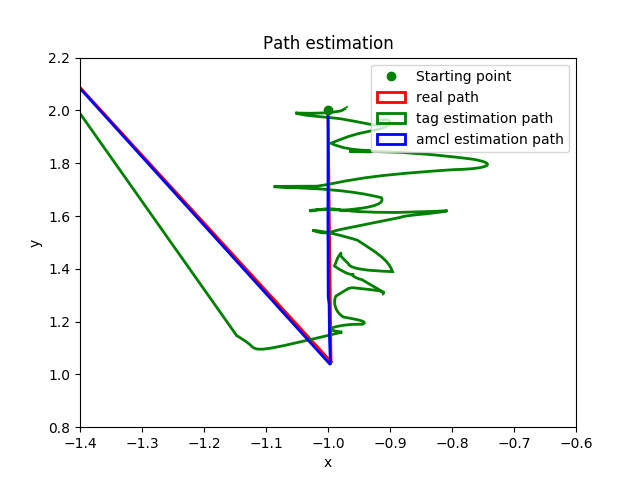 Path estimation
Starting point
real path
tag estimation path
amcl estimation path
2.2
2.0
1.8
1.6
1.4
1.2
1.0
0.8
y
−1.4 −1.3 −1.2 −1.1 −1.0 −0.9 −0.8 −0.7 −0.6
x